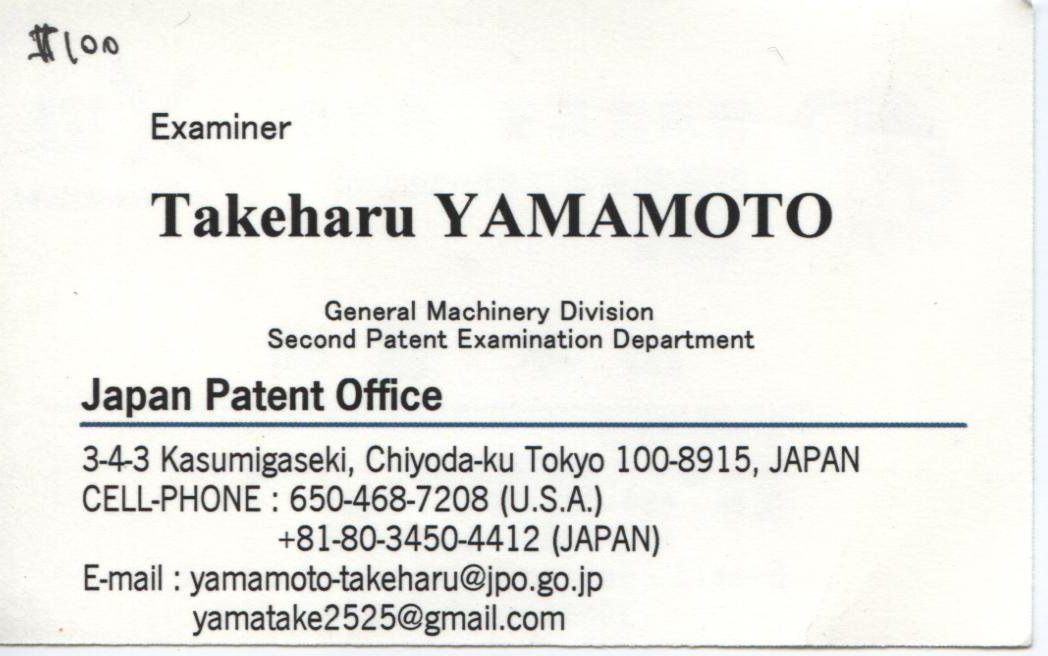 $100
Examiner
Takeharu YAMAMOTO
General Machinery Division
Second Patent Examination Department
Japan Patent Office
3-4-3 Kasumigaseki, Chiyoda-ku Tokyo 100-8915, JAPAN
CELL-PHONE : 650-468-7208 (U.S.A.)
+81-80-3450-4412 (JAPAN)
E-mail : yamamoto-takeharu@jpo.go.jp
yamatake2525@gmail.com